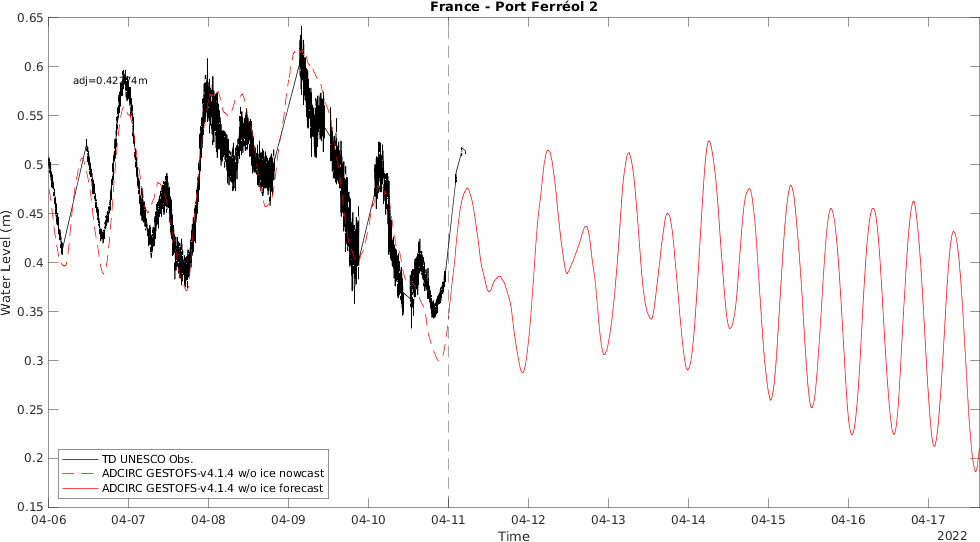 France - Port Ferréol 2
0.65
0.6
0.55
0.5
0.45
0.4
0.35
0.3
0.25
0.2
0.15
Water Level (m)
TD UNESCO Obs.
ADCIRC GESTOFS-v4.1.4 w/o ice nowcast
ADCIRC GESTOFS-v4.1.4 w/o ice forecast
04-06 04-07 04-08 04-09 04-10 04-11 04-12 04-13 04-14 04-15 04-16 04-17
Time
2022